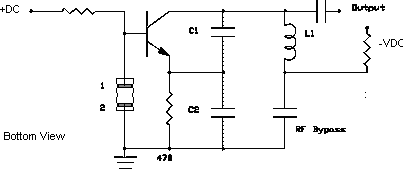 +DC
Output
C1
L1
-VDC
1
2
C2
Bottom View
RF Bypass
470